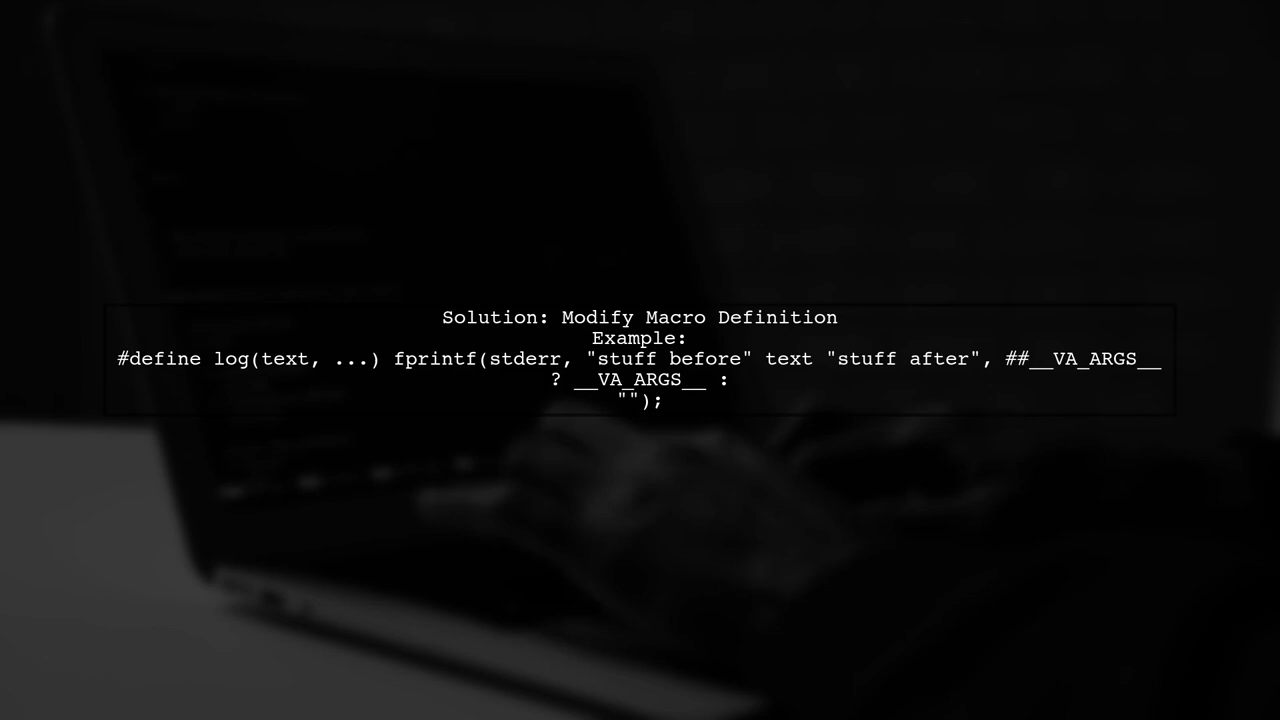 Solution: Modify Macro Definition
Example:
#define log(text, ...) fprintf(stderr, "stuff before" text "stuff after", ##__VA_ARGS__
? __VA_ARGS__ :
"");